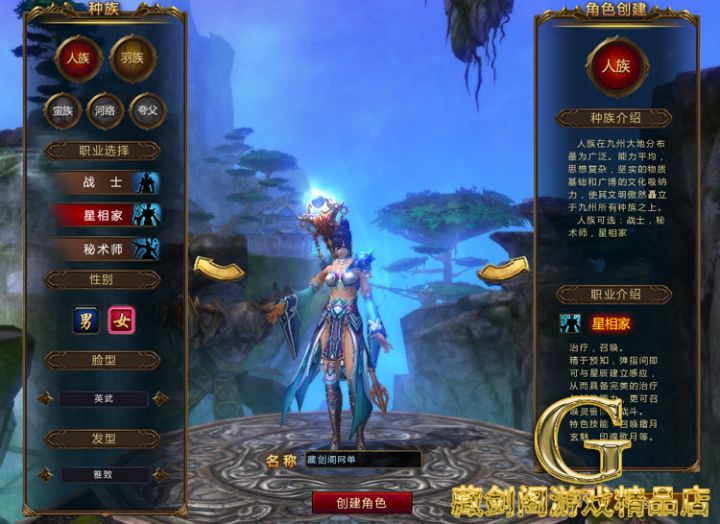 种族
人族
羽族
蛮族
河络
夸父
职业选择
战 士
星相家
秘术师
性别
男
女
脸型
英武
发型
雅致
名称
藏剑阁网单
创建角色
角色创建
人族
种族介绍
人族在九州大地分布
最为广泛。能力平均，
思想复杂，坚实的物质
基础和广博的文化吸纳
力，使其文明傲然矗立
于九州所有种族之上。
人族可选：战士，秘
术师，星相家
职业介绍
星相家
治疗，召唤。
精于预知，弹指间即
可与星辰建立感应，
从而具备完美的治疗
力，更可召
唤灵兽 战斗。
特色技能 召唤霜月
玄魅，印魂歌月等。
G
藏剑阁游戏精品店